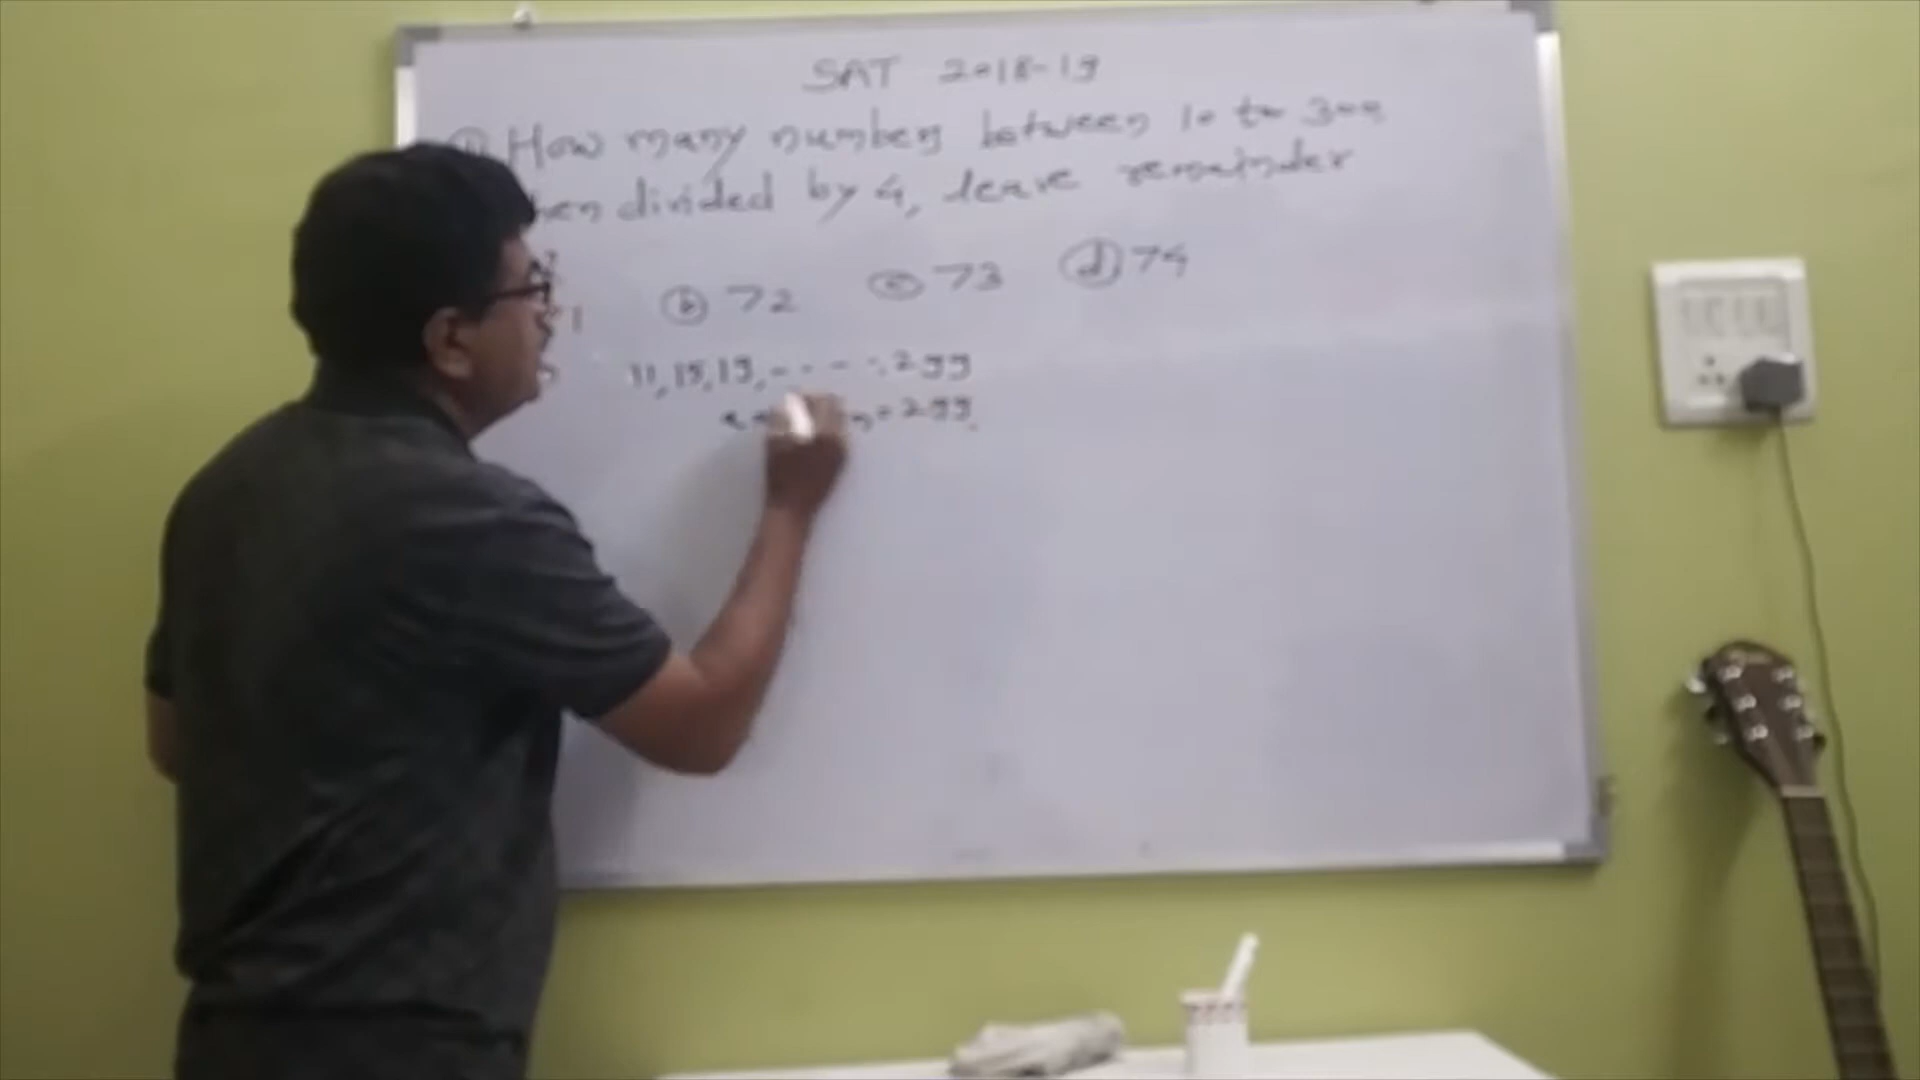 SAT 2018-19
How many numbers between 10 to 300
hen divided by 4, leave remainder
(b) 72 (c) 73 (d) 74
11, 15, 19, - - - - , 299
n = 299